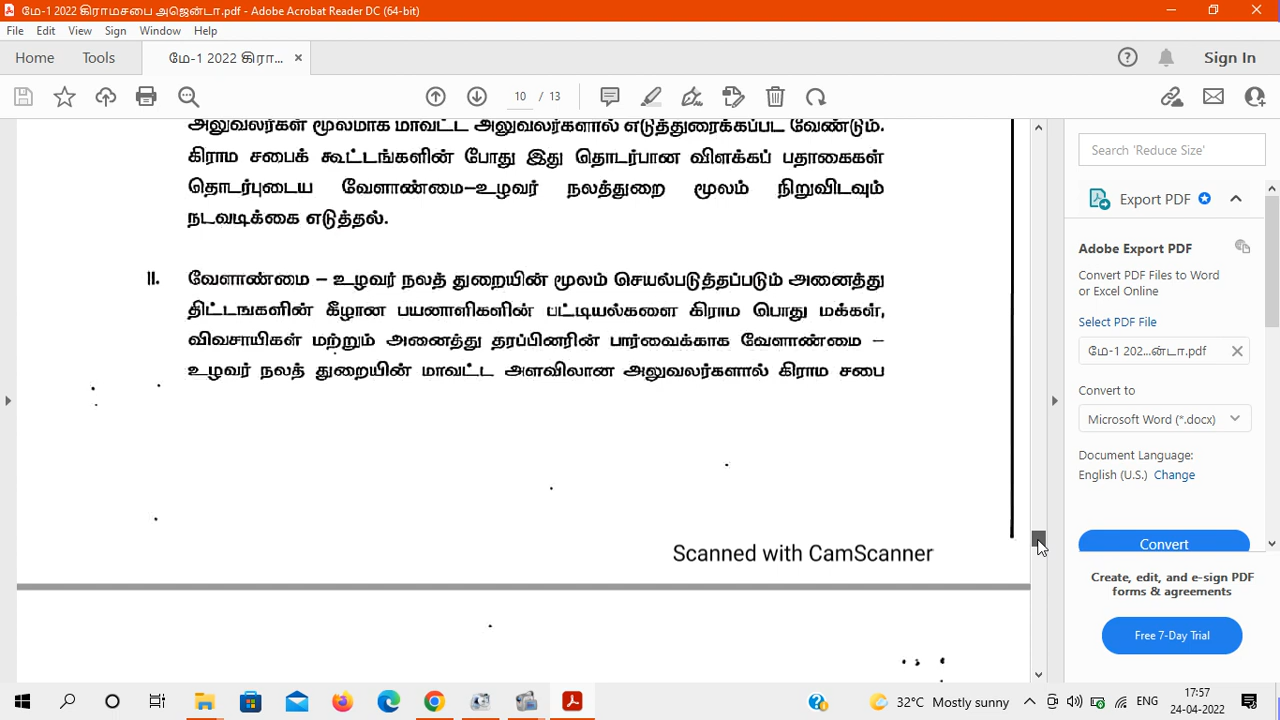 மே-1 2022 கிராமசபை அஜென்டா.pdf - Adobe Acrobat Reader DC (64-bit)
File Edit View Sign Window Help
Home Tools மே-1 2022 கிரா... × Sign In
10 / 13
அலுவலர்கள் மூலமாக மாவட்ட அலுவலர்களால் எடுத்துரைக்கப்பட வேண்டும்.
கிராம சபைக் கூட்டங்களின் போது இது தொடர்பான விளக்கப் பதாகைகள்
தொடர்புடைய வேளாண்மை–உழவர் நலத்துறை மூலம் நிறுவிடவும்
நடவடிக்கை எடுத்தல்.
II. வேளாண்மை – உழவர் நலத் துறையின் மூலம் செயல்படுத்தப்படும் அனைத்து
திட்டங்களின் கீழான பயனாளிகளின் பட்டியல்களை கிராம பொது மக்கள்,
விவசாயிகள் மற்றும் அனைத்து தரப்பினரின் பார்வைக்காக வேளாண்மை –
உழவர் நலத் துறையின் மாவட்ட அளவிலான அலுவலர்களால் கிராம சபை
Scanned with CamScanner
Search 'Reduce Size'
Export PDF
Adobe Export PDF
Convert PDF Files to Word
or Excel Online
Select PDF File
மே-1 202...ன்டா.pdf
Convert to
Microsoft Word (*.docx)
Document Language:
English (U.S.) Change
Convert
Create, edit, and e-sign PDF
forms & agreements
Free 7-Day Trial
32°C Mostly sunny ENG 17:57
24-04-2022